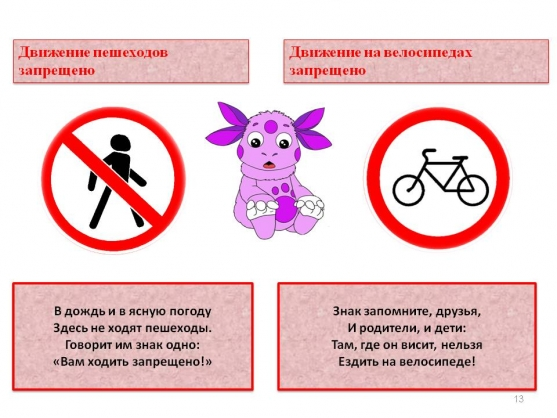 Движение пешеходов
запрещено
Движение на велосипедах
запрещено
В дождь и в ясную погоду
Здесь не ходят пешеходы.
Говорит им знак одно:
«Вам ходить запрещено!»
Знак запомните, друзья,
И родители, и дети:
Там, где он висит, нельзя
Ездить на велосипеде!
13